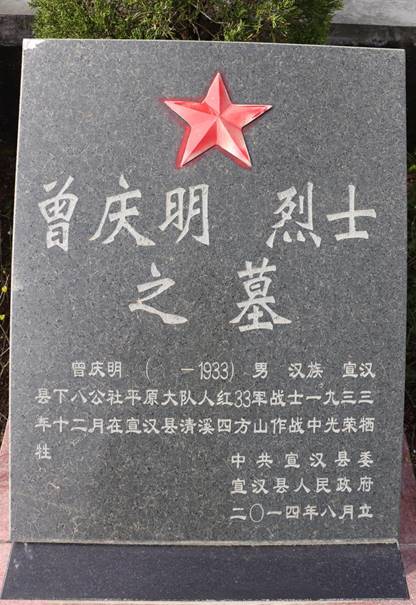 曾庆明 烈士
之墓
曾庆明 ( —1933) 男 汉族 宣汉
县下八公社平原大队人红33军战士一九三三
年十二月在宣汉县清溪四方山作战中光荣牺
牲
中共宣汉县委
宣汉县人民政府
二〇一四年八月立